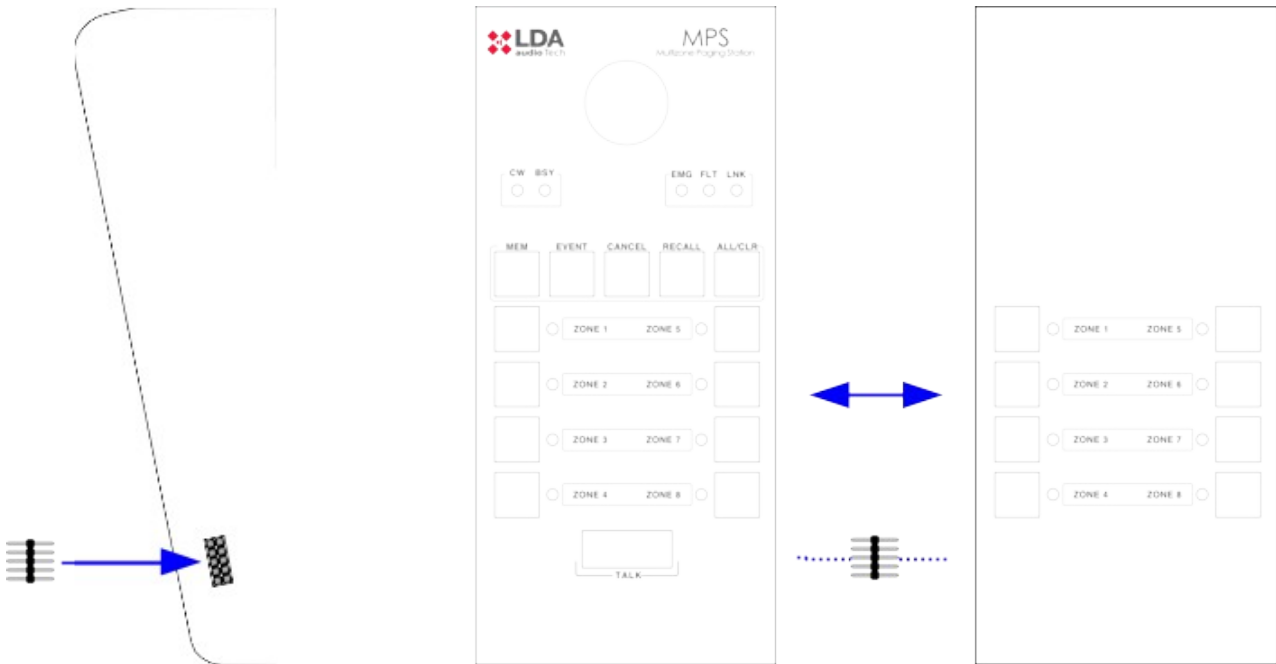 LDA
audio Tech
MPS
Multizone Paging Station
CW BSY
EMG FLT LNK
MEM EVENT CANCEL RECALL ALL/CLR
ZONE 1 ZONE 5
ZONE 2 ZONE 6
ZONE 3 ZONE 7
ZONE 4 ZONE 8
TALK
ZONE 1 ZONE 5
ZONE 2 ZONE 6
ZONE 3 ZONE 7
ZONE 4 ZONE 8